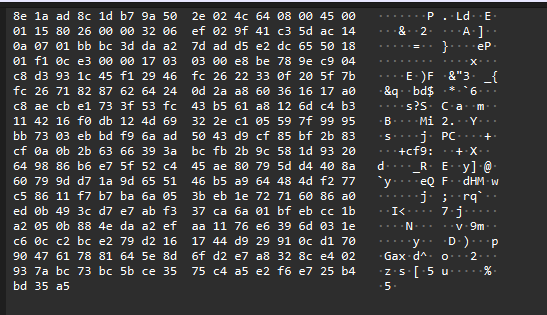 8e 1a ad 8c 1d b7 9a 50 2e 02 4c 64 08 00 45 00 ·······P·.·Ld··E·
01 15 80 26 00 00 32 06 ef 02 9f 41 c3 5d ac 14 ···&··2····A·]··
0a 07 01 bb bc 3d da a2 7d ad d5 e2 dc 65 50 18 ·····=··}····eP·
01 f1 0c e3 00 00 17 03 03 00 e8 be 78 9e c9 04 ············x···
c8 d3 93 1c 45 f1 29 46 fc 26 22 33 0f 20 5f 7b ····E·)F·&"3· _{
fc 26 71 82 87 62 64 24 0d 2a a8 60 36 16 17 a0 ·&q··bd$·*·`6···
c8 ae cb e1 73 3f 53 fc 43 b5 61 a8 12 6d c4 b3 ····s?S·C·a··m··
11 42 16 f0 db 12 4d 69 32 2e c1 05 59 7f 99 95 ·B····Mi2.··Y···
bb 73 03 eb bd f9 6a ad 50 43 d9 cf 85 bf 2b 83 ·s····j·PC····+·
cf 0a 0b 2b 63 66 39 3a bc fb 2b 9c 58 1d 93 20 ···+cf9:··+·X··
64 98 86 b6 e7 5f 52 c4 45 ae 80 79 5d d4 40 8a d····_R·E··y]·@·
60 79 9d d7 1a 9d 65 51 46 b5 a9 64 48 4d f2 77 `y····eQF··dHM·w
c5 86 11 f7 b7 ba 6a 05 3b eb 1e 72 71 60 86 a0 ······j·;··rq`··
ed 0b 49 3c d7 e7 ab f3 37 ca 6a 01 bf eb cc 1b ··I<····7·j·····
a2 05 0b 88 4e da a2 ef aa 11 76 e6 39 6d 03 1e ····N·····v·9m··
c6 0c c2 bc e2 79 d2 16 17 44 d9 29 91 0c d1 70 ·····y···D·)···p
90 47 61 78 81 64 5e 8d 6f d2 e7 a8 32 8c e4 02 ·Gax·d^·o···2···
93 7a bc 73 bc 5b ce 35 75 c4 a5 e2 f6 e7 25 b4 ·z·s·[·5u·····%·
bd 35 a5 ·5·